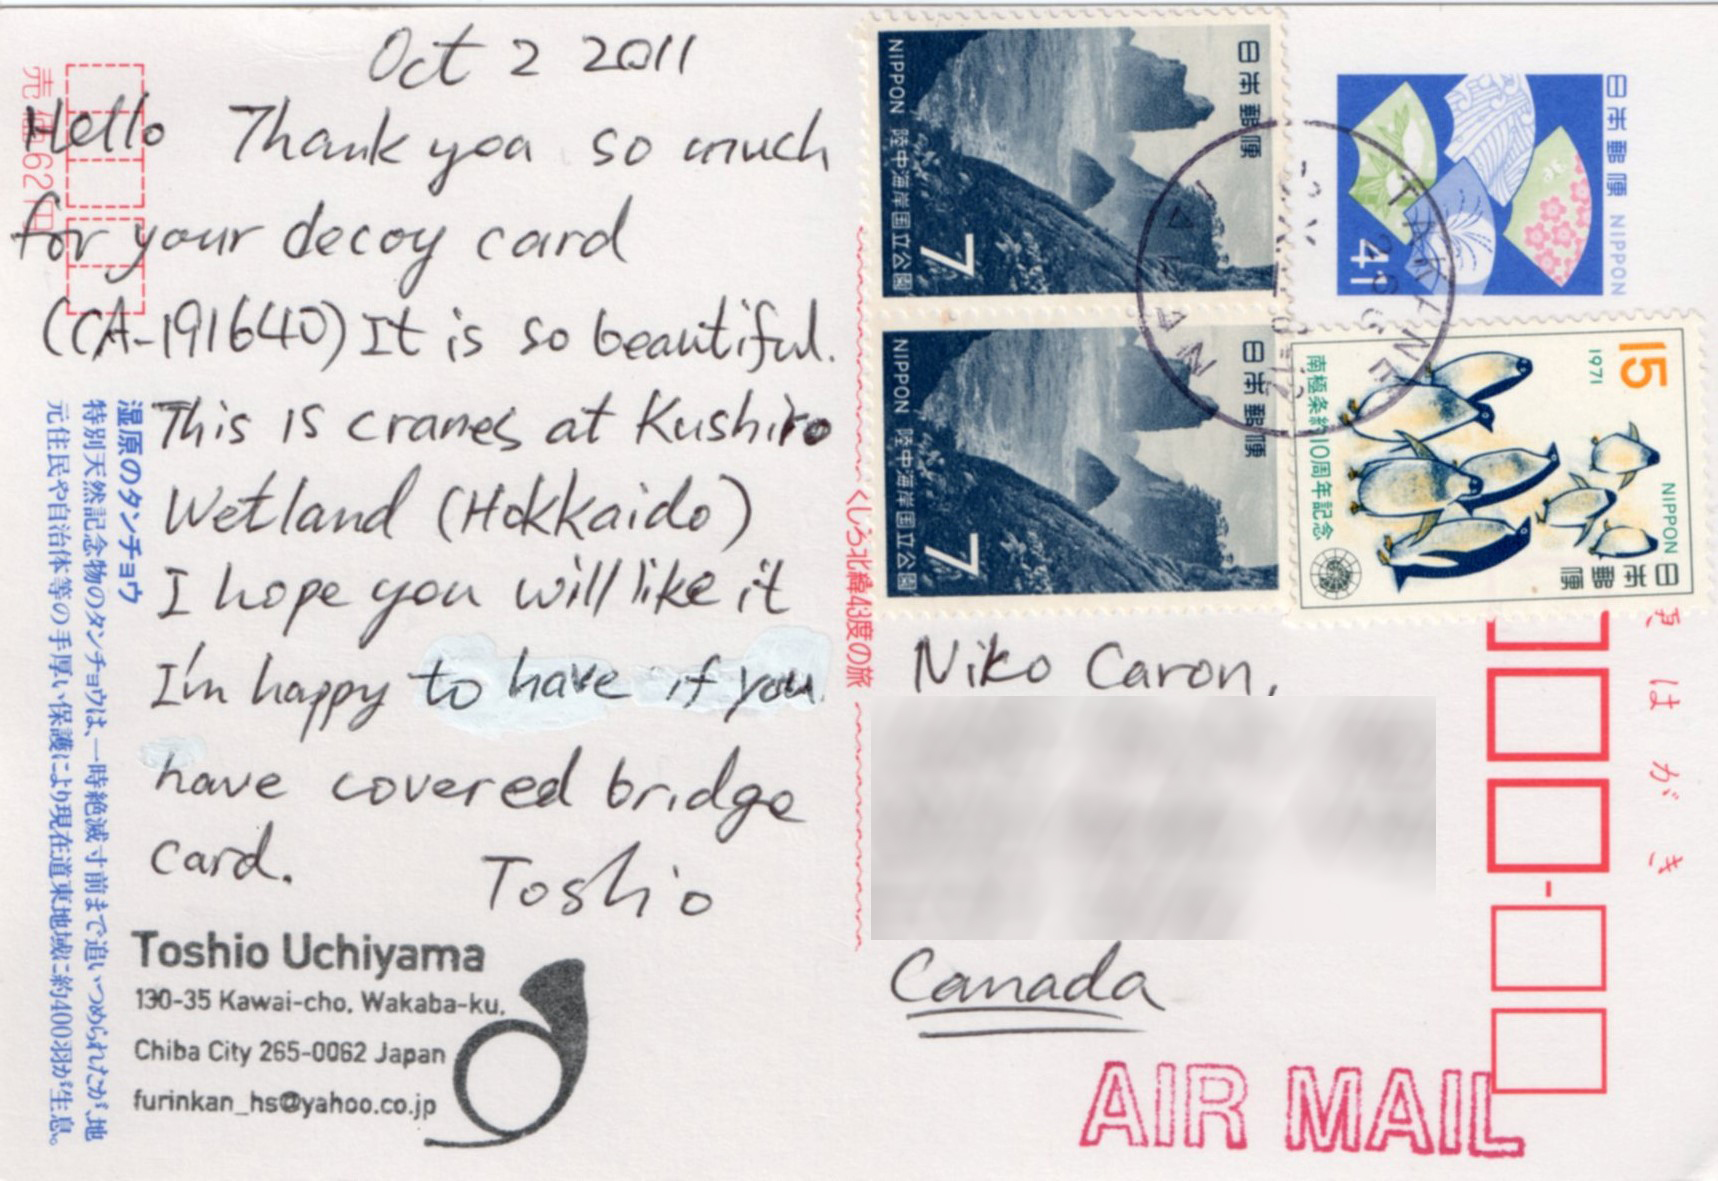 Oct 2 2011
Hello Thank you so much
for your decoy card
(CA-191640) It is so beautiful.
This is cranes at Kushiro
Wetland (Hokkaido)
I hope you will like it
I'm happy to have if you
have covered bridge
card.
Toshio
Toshio Uchiyama
130-35 Kawai-cho, Wakaba-ku,
Chiba City 265-0062 Japan
furinkan_hs@yahoo.co.jp
売価62円
湿原のタンチョウ
特別天然記念物のタンチョウは、一時絶滅寸前まで追いつめられたが、地
元住民や自治体等の手厚い保護により現在道東地域に約400羽が生息。
くしろ北緯43度の旅
日本郵便
NIPPON 陸中海岸国立公園
7
日本郵便
NIPPON 陸中海岸国立公園
7
日本郵便 NIPPON
41
15
1971
NIPPON
日本郵便
南極条約10周年記念
はがき
Niko Caron,
Canada
AIR MAIL